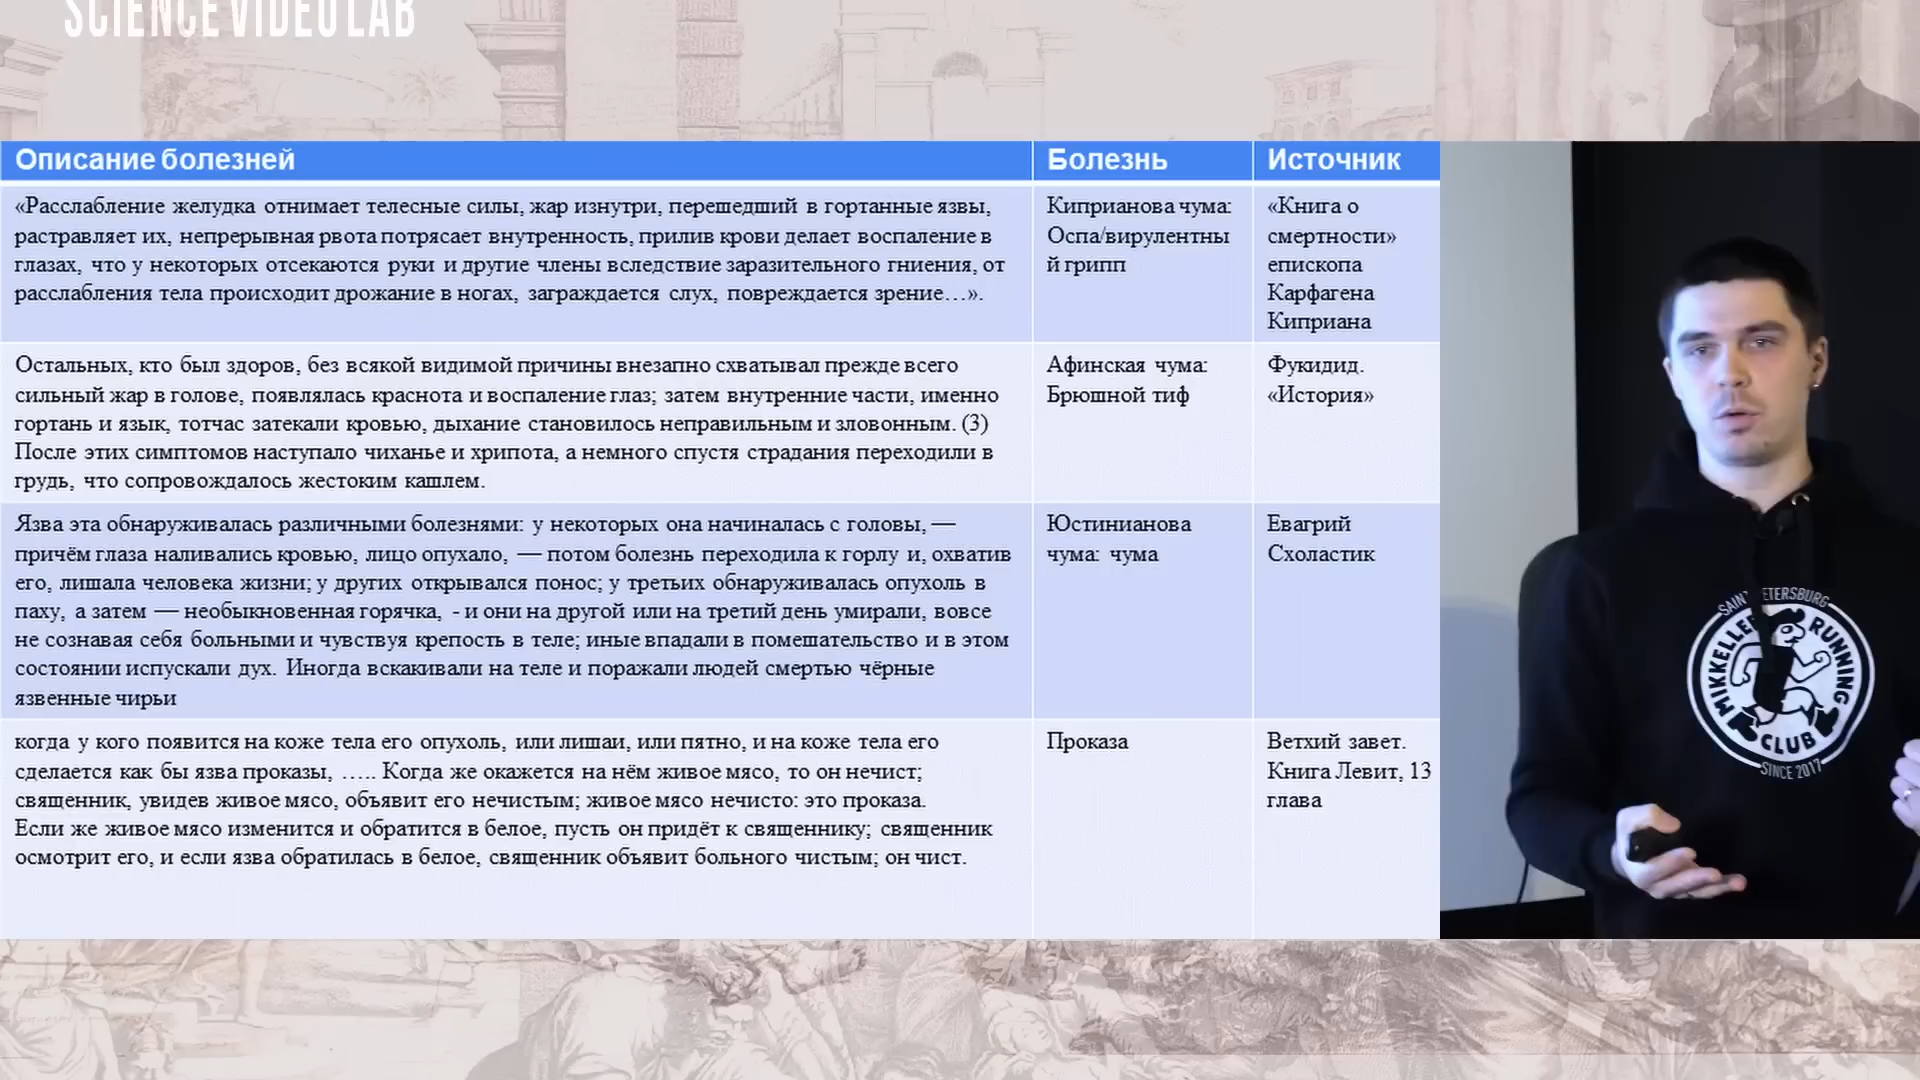 SCIENCE VIDEO LAB
Описание болезней
Болезнь
Источник
«Расслабление желудка отнимает телесные силы, жар изнутри, перешедший в гортанные язвы,
растравляет их, непрерывная рвота потрясает внутренность, прилив крови делает воспаление в
глазах, что у некоторых отсекаются руки и другие члены вследствие заразительного гниения, от
расслабления тела происходит дрожание в ногах, заграждается слух, повреждается зрение…».
Киприанова чума:
Оспа/вирулентны
й грипп
«Книга о
смертности»
епископа
Карфагена
Киприана
Остальных, кто был здоров, без всякой видимой причины внезапно схватывал прежде всего
сильный жар в голове, появлялась краснота и воспаление глаз; затем внутренние части, именно
гортань и язык, тотчас затекали кровью, дыхание становилось неправильным и зловонным. (3)
После этих симптомов наступало чиханье и хрипота, а немного спустя страдания переходили в
грудь, что сопровождалось жестоким кашлем.
Афинская чума:
Брюшной тиф
Фукидид.
«История»
Язва эта обнаруживалась различными болезнями: у некоторых она начиналась с головы, —
причём глаза наливались кровью, лицо опухало, — потом болезнь переходила к горлу и, охватив
его, лишала человека жизни; у других открывался понос; у третьих обнаруживалась опухоль в
паху, а затем — необыкновенная горячка, - и они на другой или на третий день умирали, вовсе
не сознавая себя больными и чувствуя крепость в теле; иные впадали в помешательство и в этом
состоянии испускали дух. Иногда вскакивали на теле и поражали людей смертью чёрные
язвенные чирьи
Юстинианова
чума: чума
Евагрий
Схоластик
когда у кого появится на коже тела его опухоль, или лишаи, или пятно, и на коже тела его
сделается как бы язва проказы, ….. Когда же окажется на нём живое мясо, то он нечист;
священник, увидев живое мясо, объявит его нечистым; живое мясо нечисто: это проказа.
Если же живое мясо изменится и обратится в белое, пусть он придёт к священнику; священник
осмотрит его, и если язва обратилась в белое, священник объявит больного чистым; он чист.
Проказа
Ветхий завет.
Книга Левит, 13
глава
RUNNING
CLUB
SINCE 2017